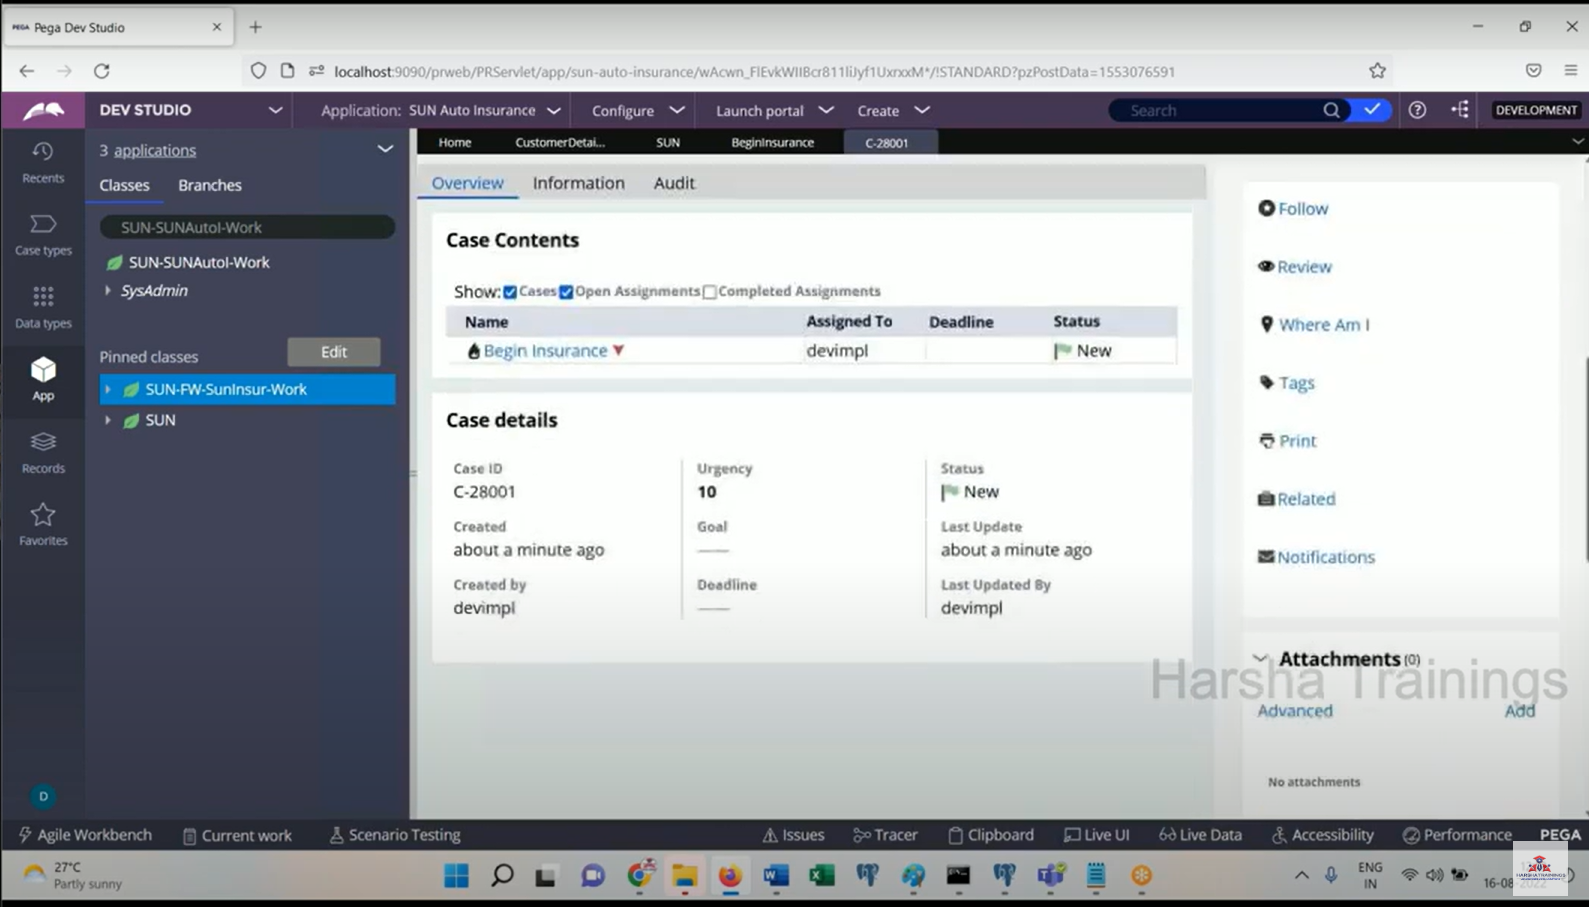 PEGA Pega Dev Studio
localhost:9090/prweb/PRServlet/app/sun-auto-insurance/wAcwn_FlEvkWIIBcr811liJyf1UxrxxM*/!STANDARD?pzPostData=1553076591
DEV STUDIO
Application: SUN Auto Insurance
Configure
Launch portal
Create
Search
DEVELOPMENT
Recents
Case types
Data types
App
Records
Favorites
D
3 applications
Classes Branches
SUN-SUNAutoI-Work
SUN-SUNAutoI-Work
SysAdmin
Pinned classes Edit
SUN-FW-SunInsur-Work
SUN
Home CustomerDetai... SUN BeginInsurance C-28001
Overview Information Audit
Case Contents
Show: Cases Open Assignments Completed Assignments
Name Assigned To Deadline Status
Begin Insurance devimpl New
Case details
Case ID Urgency Status
C-28001 10 New
Created Goal Last Update
about a minute ago about a minute ago
Created by Deadline Last Updated By
devimpl devimpl
Follow
Review
Where Am I
Tags
Print
Related
Notifications
Attachments (0)
Harsha Trainings
Advanced Add
No attachments
Agile Workbench Current work Scenario Testing Issues Tracer Clipboard Live UI Live Data Accessibility Performance PEGA
27°C
Partly sunny
ENG
IN
16-08-2022
HARSHA TRAININGS